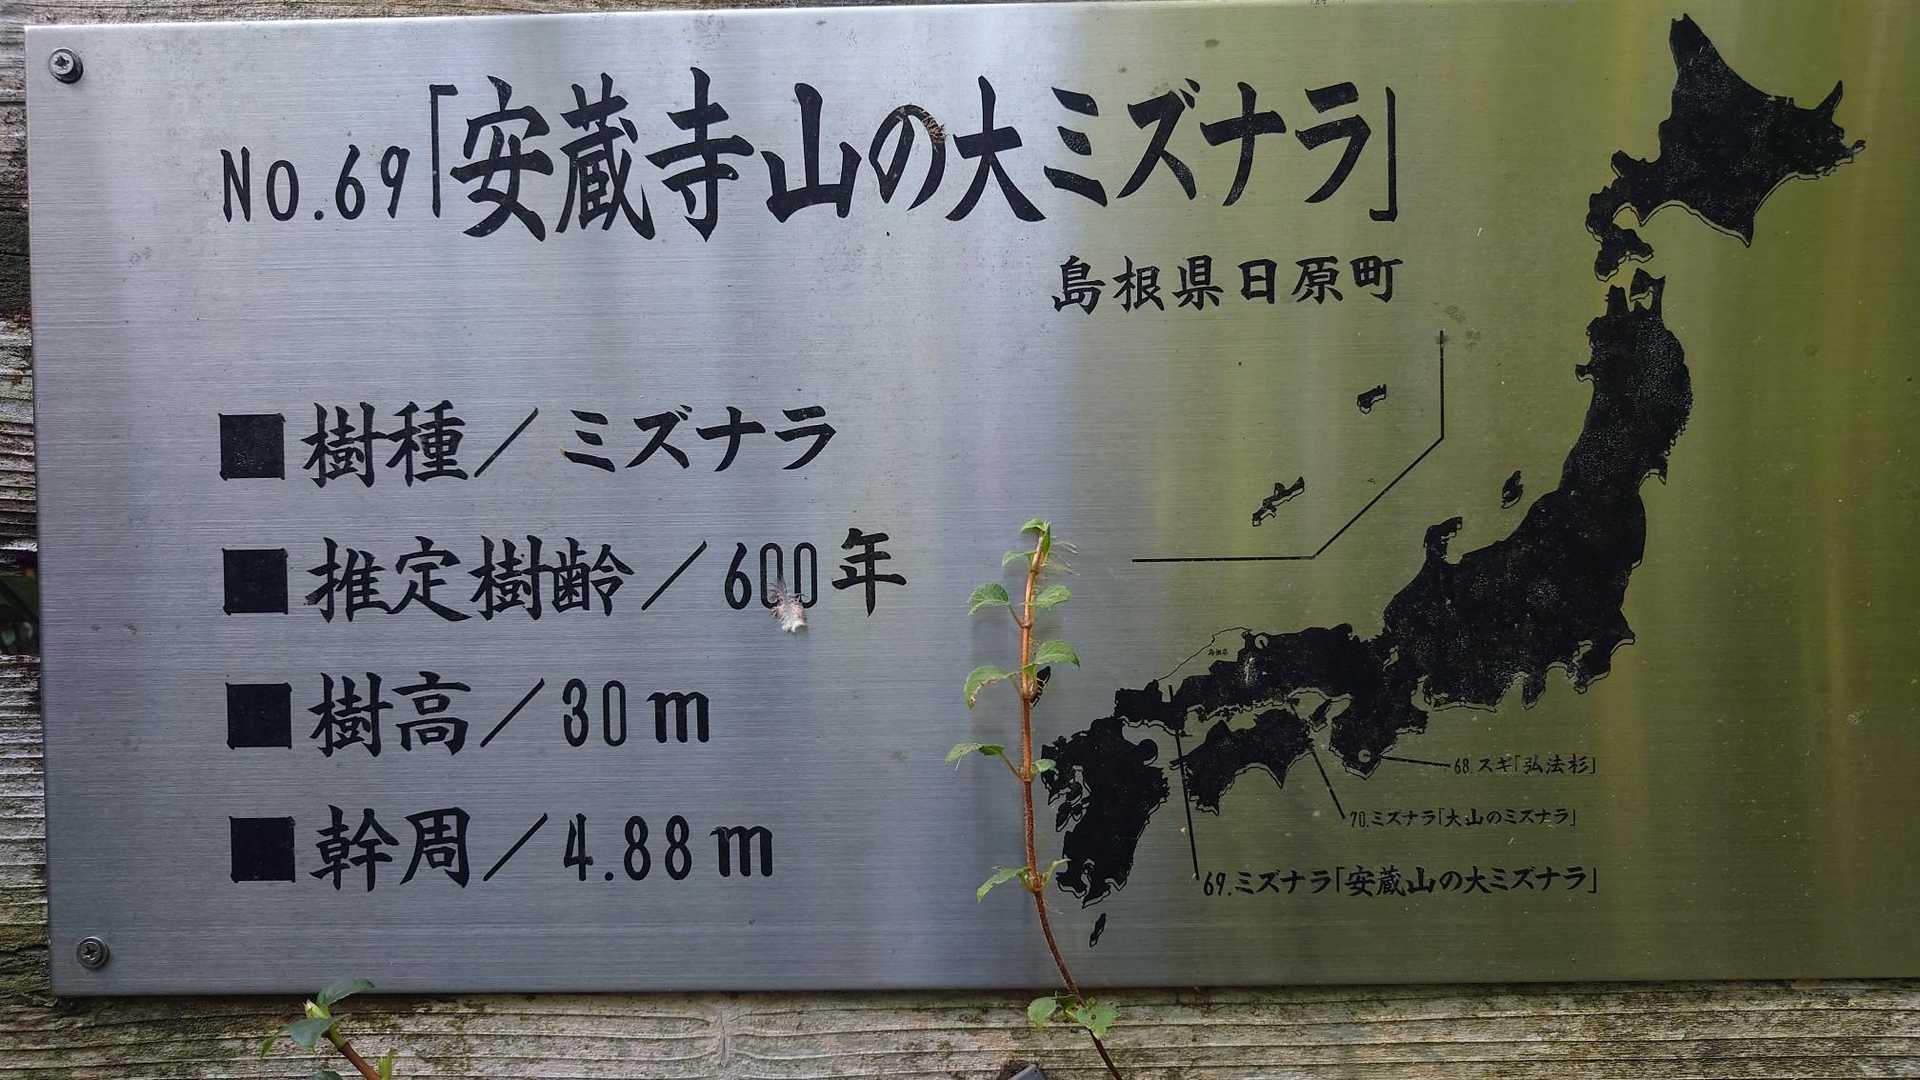 No.69「安蔵寺山の大ミズナラ」
島根県日原町
■樹種／ミズナラ
■推定樹齢／600年
■樹高／30m
■幹周／4.88m
島根県
68.スギ「弘法杉」
70.ミズナラ「大山のミズナラ」
69.ミズナラ「安蔵山の大ミズナラ」